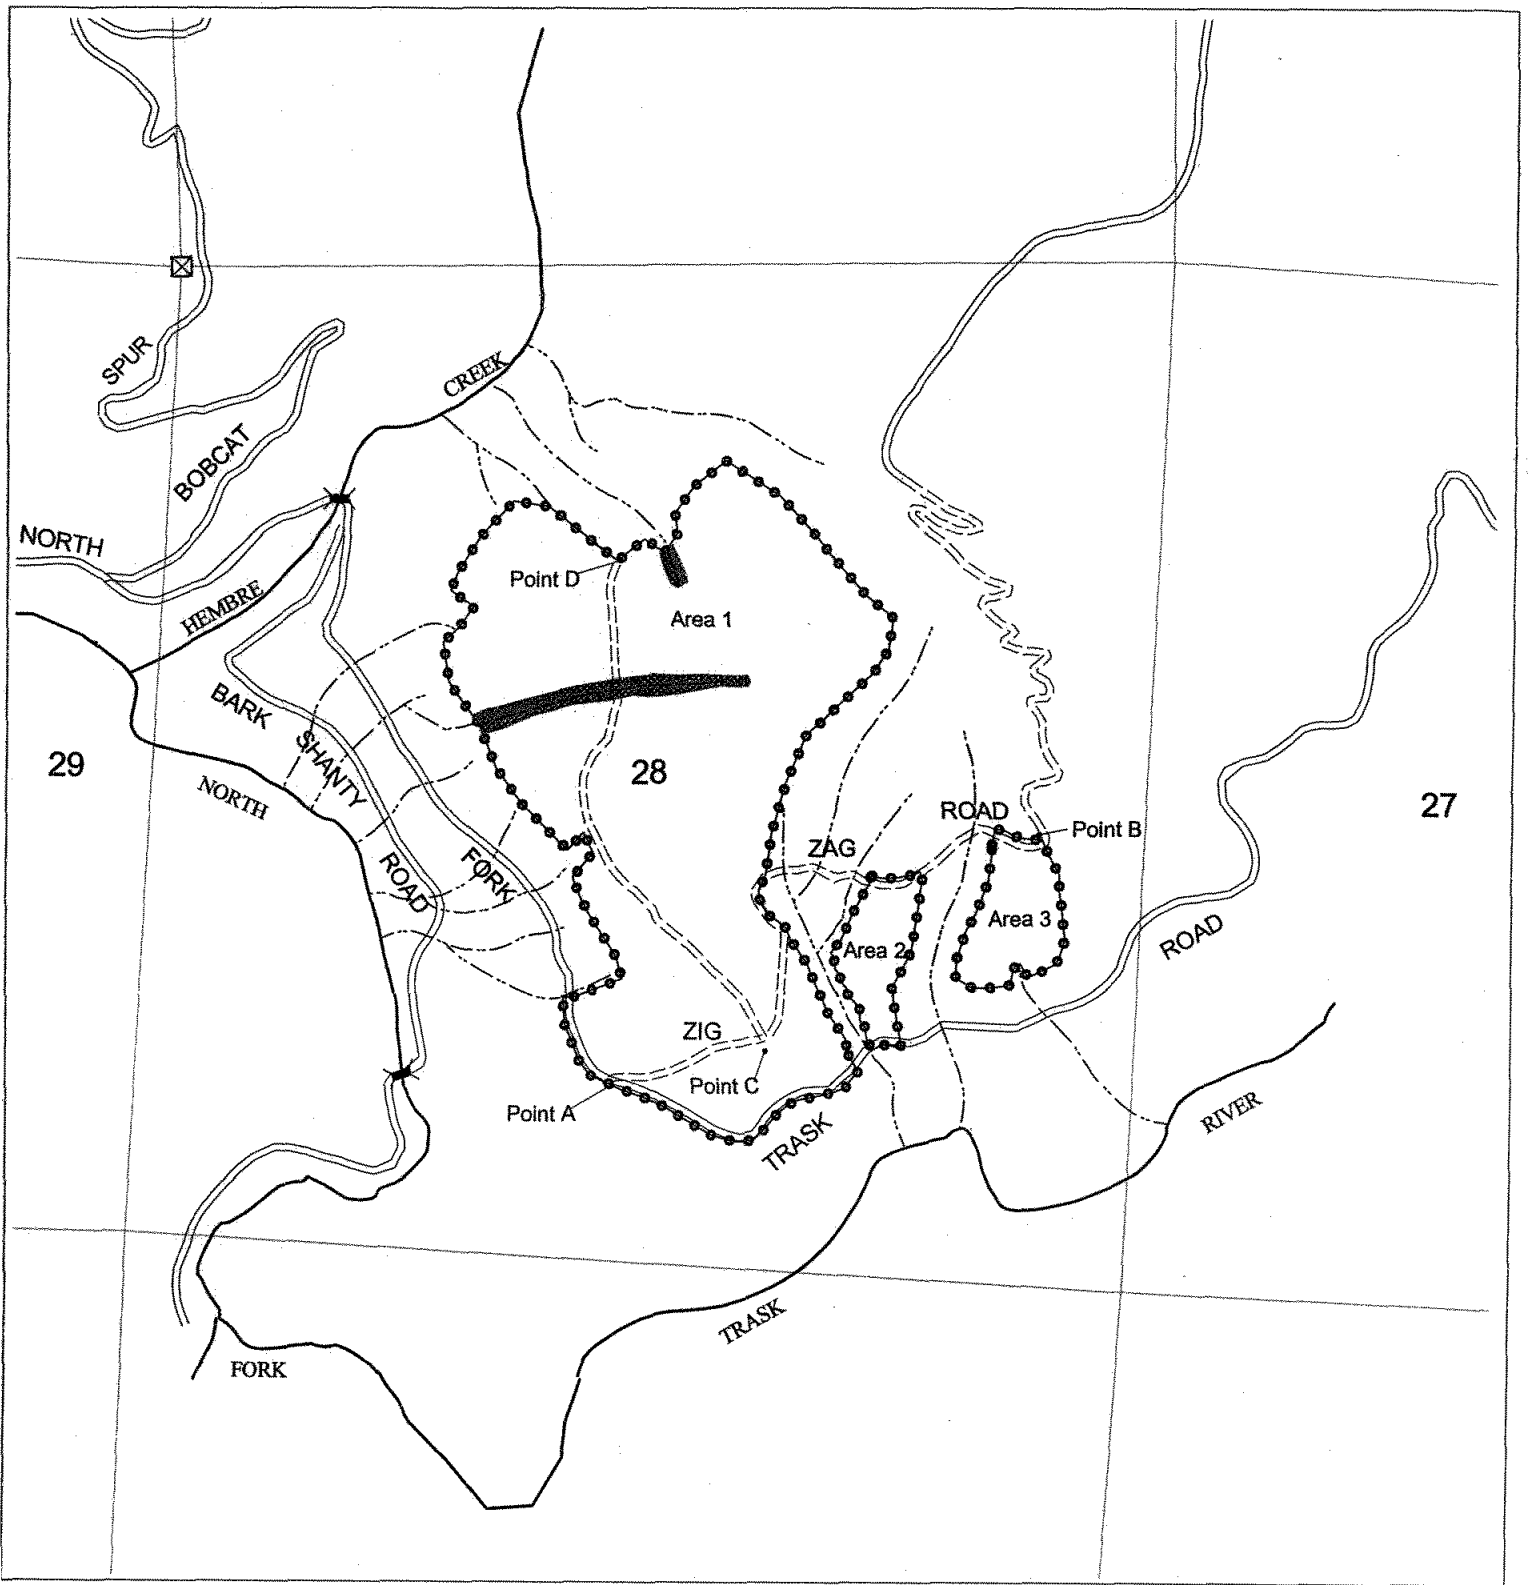 CREEK
SPUR
BOBCAT
NORTH
HEMBRE
Point D
Area 1
BARK
SHANTY
ROAD
29
28
27
NORTH
FORK
ZAG
ROAD
Point B
Area 3
Area 2
ROAD
ZIG
Point C
Point A
TRASK
RIVER
TRASK
FORK